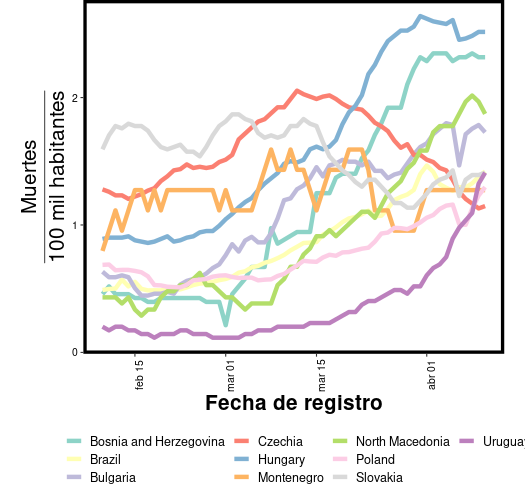 Muertes
100 mil habitantes
2
1
0
feb 15
mar 01
mar 15
abr 01
Fecha de registro
Bosnia and Herzegovina Czechia North Macedonia Urugua
Brazil Hungary Poland
Bulgaria Montenegro Slovakia